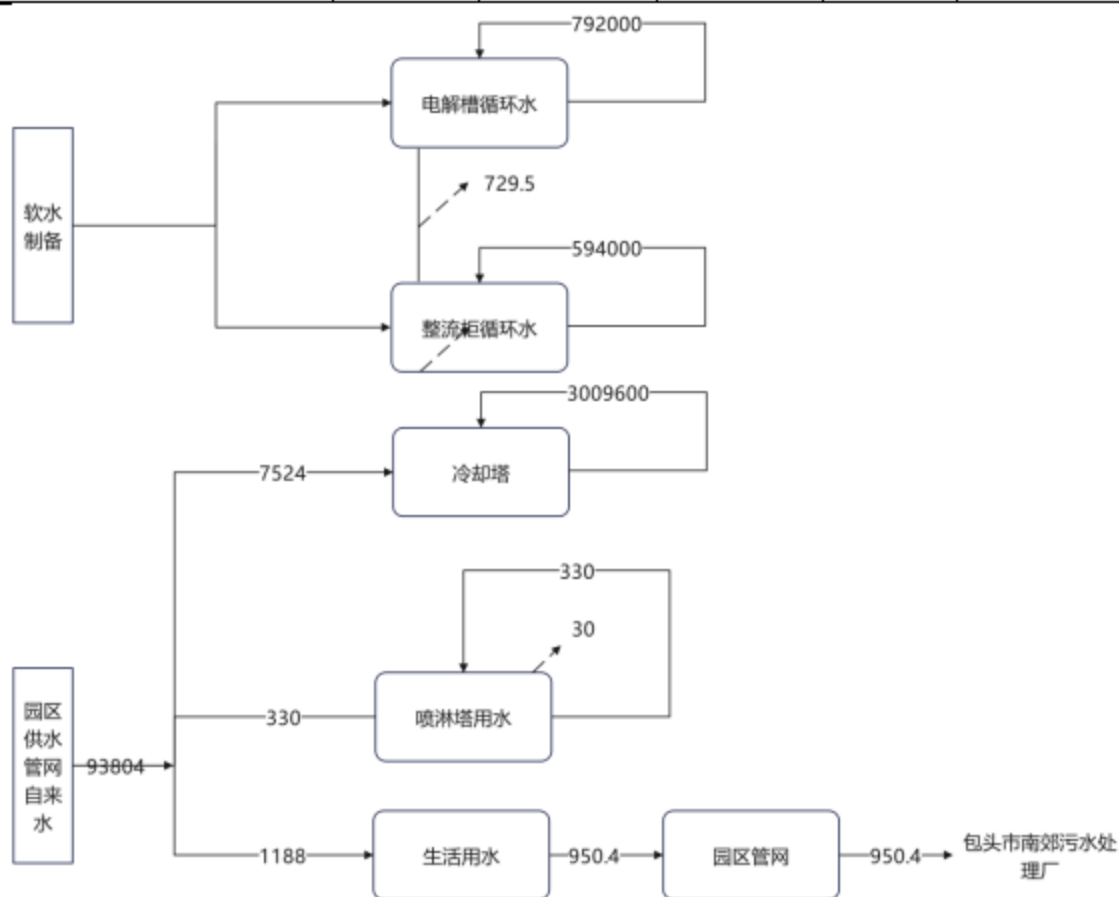 792000
电解槽循环水
729.5
软水
制备
594000
整流柜循环水
3009600
7524
冷却塔
330
30
园区
供水
管网
自来
水
93804
330
喷淋塔用水
1188
生活用水
950.4
园区管网
950.4
包头市南郊污水处
理厂